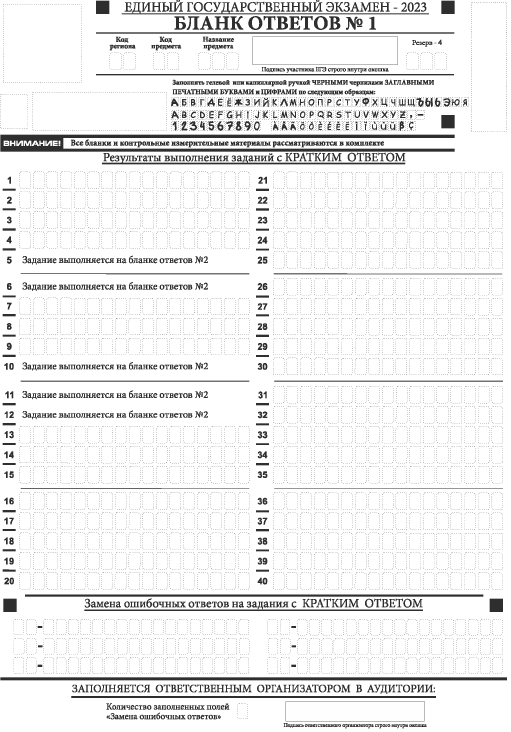 ЕДИНЫЙ ГОСУДАРСТВЕННЫЙ ЭКЗАМЕН - 2023
БЛАНК ОТВЕТОВ № 1
Код региона
Код предмета
Название предмета
Резерв - 4
Подпись участника ЕГЭ строго внутри окошка
Заполнять гелевой или капиллярной ручкой ЧЕРНЫМИ чернилами ЗАГЛАВНЫМИ
ПЕЧАТНЫМИ БУКВАМИ и ЦИФРАМИ по следующим образцам:
АБВГДЕЁЖЗИЙКЛМНОПРСТУФХЦЧШЩЪЫЬЭЮЯ
ABCDEFGHIJKLMNOPQRSTUVWXYZ,-
1234567890
ВНИМАНИЕ! Все бланки и контрольные измерительные материалы рассматриваются в комплекте
Результаты выполнения заданий с КРАТКИМ ОТВЕТОМ
1 21
2 22
3 23
4 24
5 Задание выполняется на бланке ответов №2 25
6 Задание выполняется на бланке ответов №2 26
7 27
8 28
9 29
10 Задание выполняется на бланке ответов №2 30
11 Задание выполняется на бланке ответов №2 31
12 Задание выполняется на бланке ответов №2 32
13 33
14 34
15 35
16 36
17 37
18 38
19 39
20 40
Замена ошибочных ответов на задания с КРАТКИМ ОТВЕТОМ
- -
- -
- -
ЗАПОЛНЯЕТСЯ ОТВЕТСТВЕННЫМ ОРГАНИЗАТОРОМ В АУДИТОРИИ:
Количество заполненных полей
«Замена ошибочных ответов»
Подпись ответственного организатора строго внутри окошка